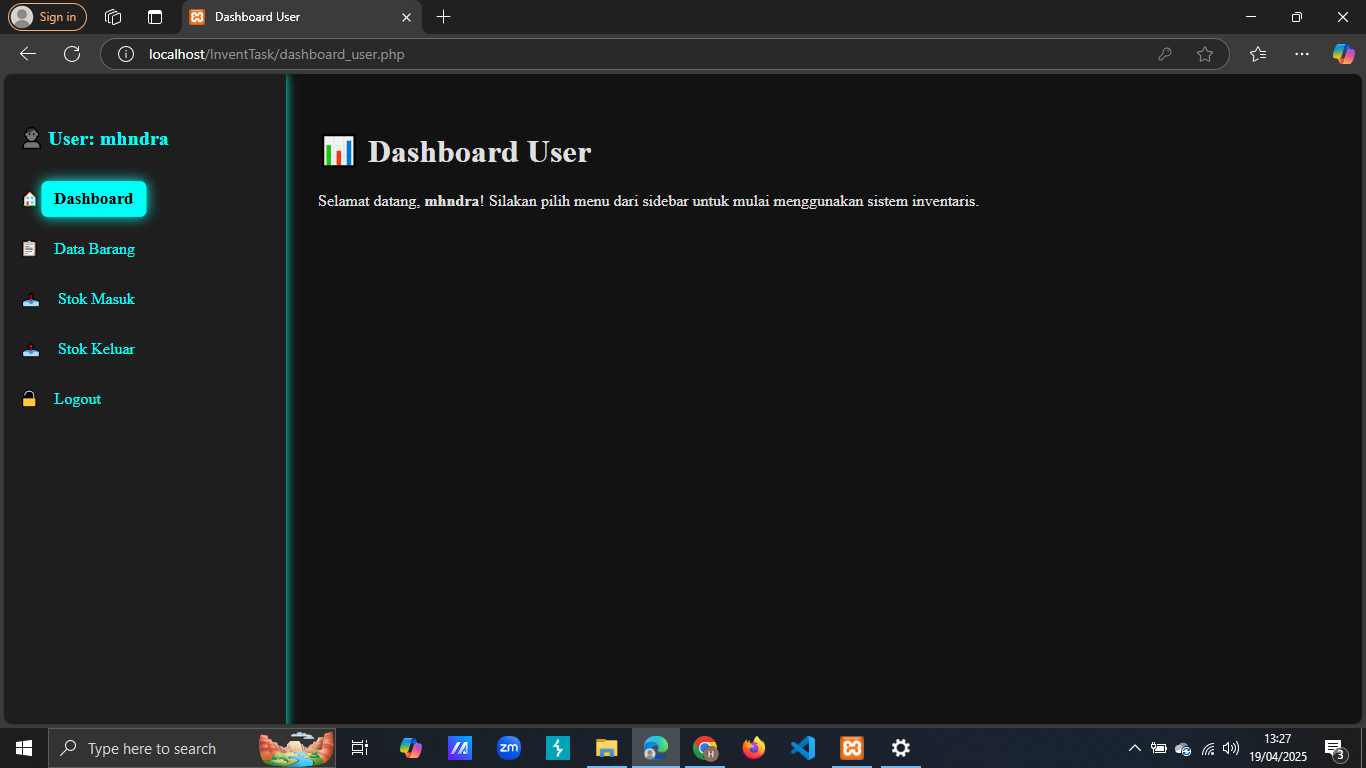 Sign in
Dashboard User
localhost/InventTask/dashboard_user.php
User: mhndra
Dashboard
Data Barang
Stok Masuk
Stok Keluar
Logout
Dashboard User
Selamat datang, mhndra! Silakan pilih menu dari sidebar untuk mulai menggunakan sistem inventaris.
Type here to search
zm
H
13:27
19/04/2025
3